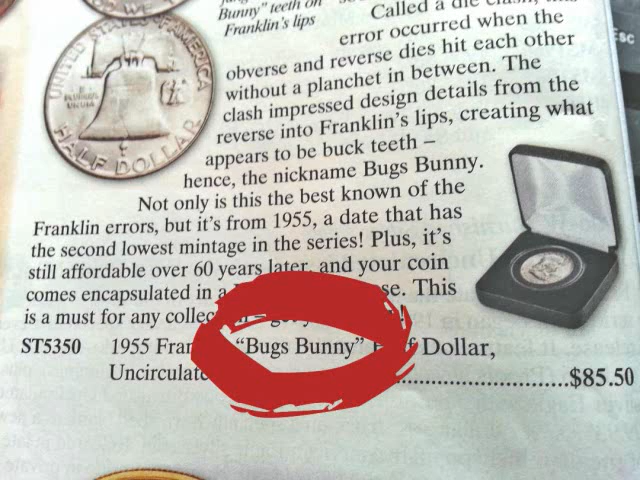 Bunny" teeth on
Franklin's lips
UNITED STATES OF AMERICA
PLURIBUS
UNUM
HALF DOLLAR
Called a die clash, this
error occurred when the
obverse and reverse dies hit each other
without a planchet in between. The
clash impressed design details from the
reverse into Franklin's lips, creating what
appears to be buck teeth –
hence, the nickname Bugs Bunny.
Not only is this the best known of the
Franklin errors, but it's from 1955, a date that has
the second lowest mintage in the series! Plus, it's
still affordable over 60 years later, and your coin
comes encapsulated in a This
is a must for any
ST5350 1955 "Bugs Bunny" Dollar,
$85.50
Esc